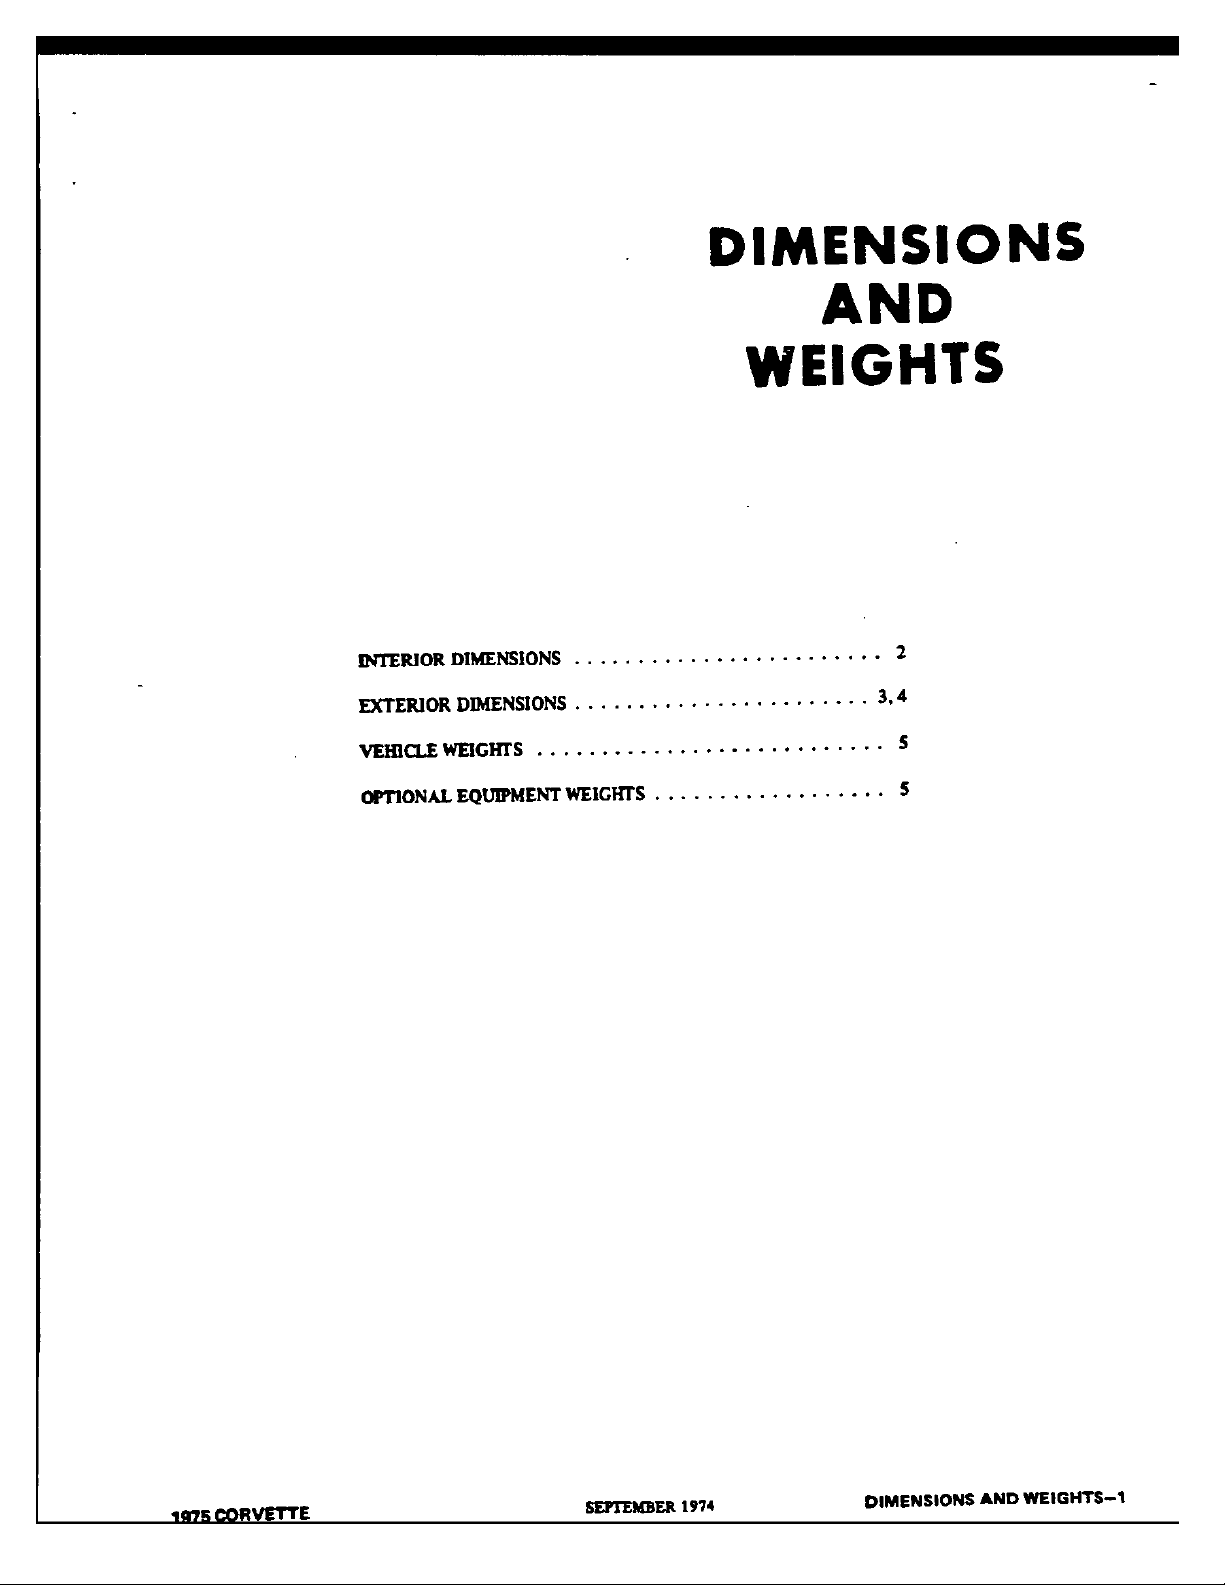 DIMENSIONS
AND
WEIGHTS
INTERIOR DIMENSIONS . . . . . . . . . . . . . . . . . . . . . . . . 2
EXTERIOR DIMENSIONS . . . . . . . . . . . . . . . . . . . . . . . 3,4
VEHICLE WEIGHTS . . . . . . . . . . . . . . . . . . . . . . . . . . . 5
OPTIONAL EQUIPMENT WEIGHTS . . . . . . . . . . . . . . . . . . 5
1975 CORVETTE SEPTEMBER 1974 DIMENSIONS AND WEIGHTS—1